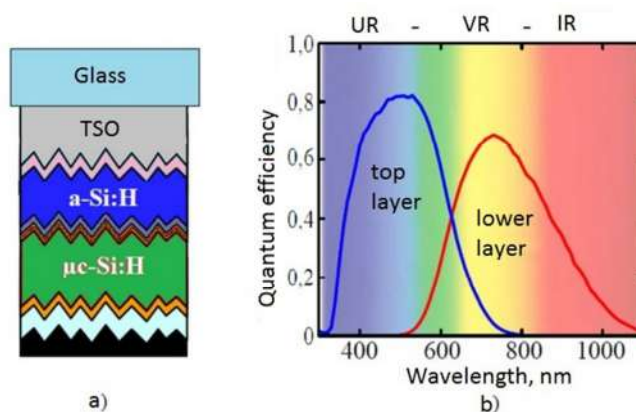 Glass
TSO
a-Si:H
μc-Si:H
a)
UR - VR - IR
Quantum efficiency
1,0
0,8
0,6
0,4
0,2
0
top
layer
lower
layer
400 600 800 1000
Wavelength, nm
b)